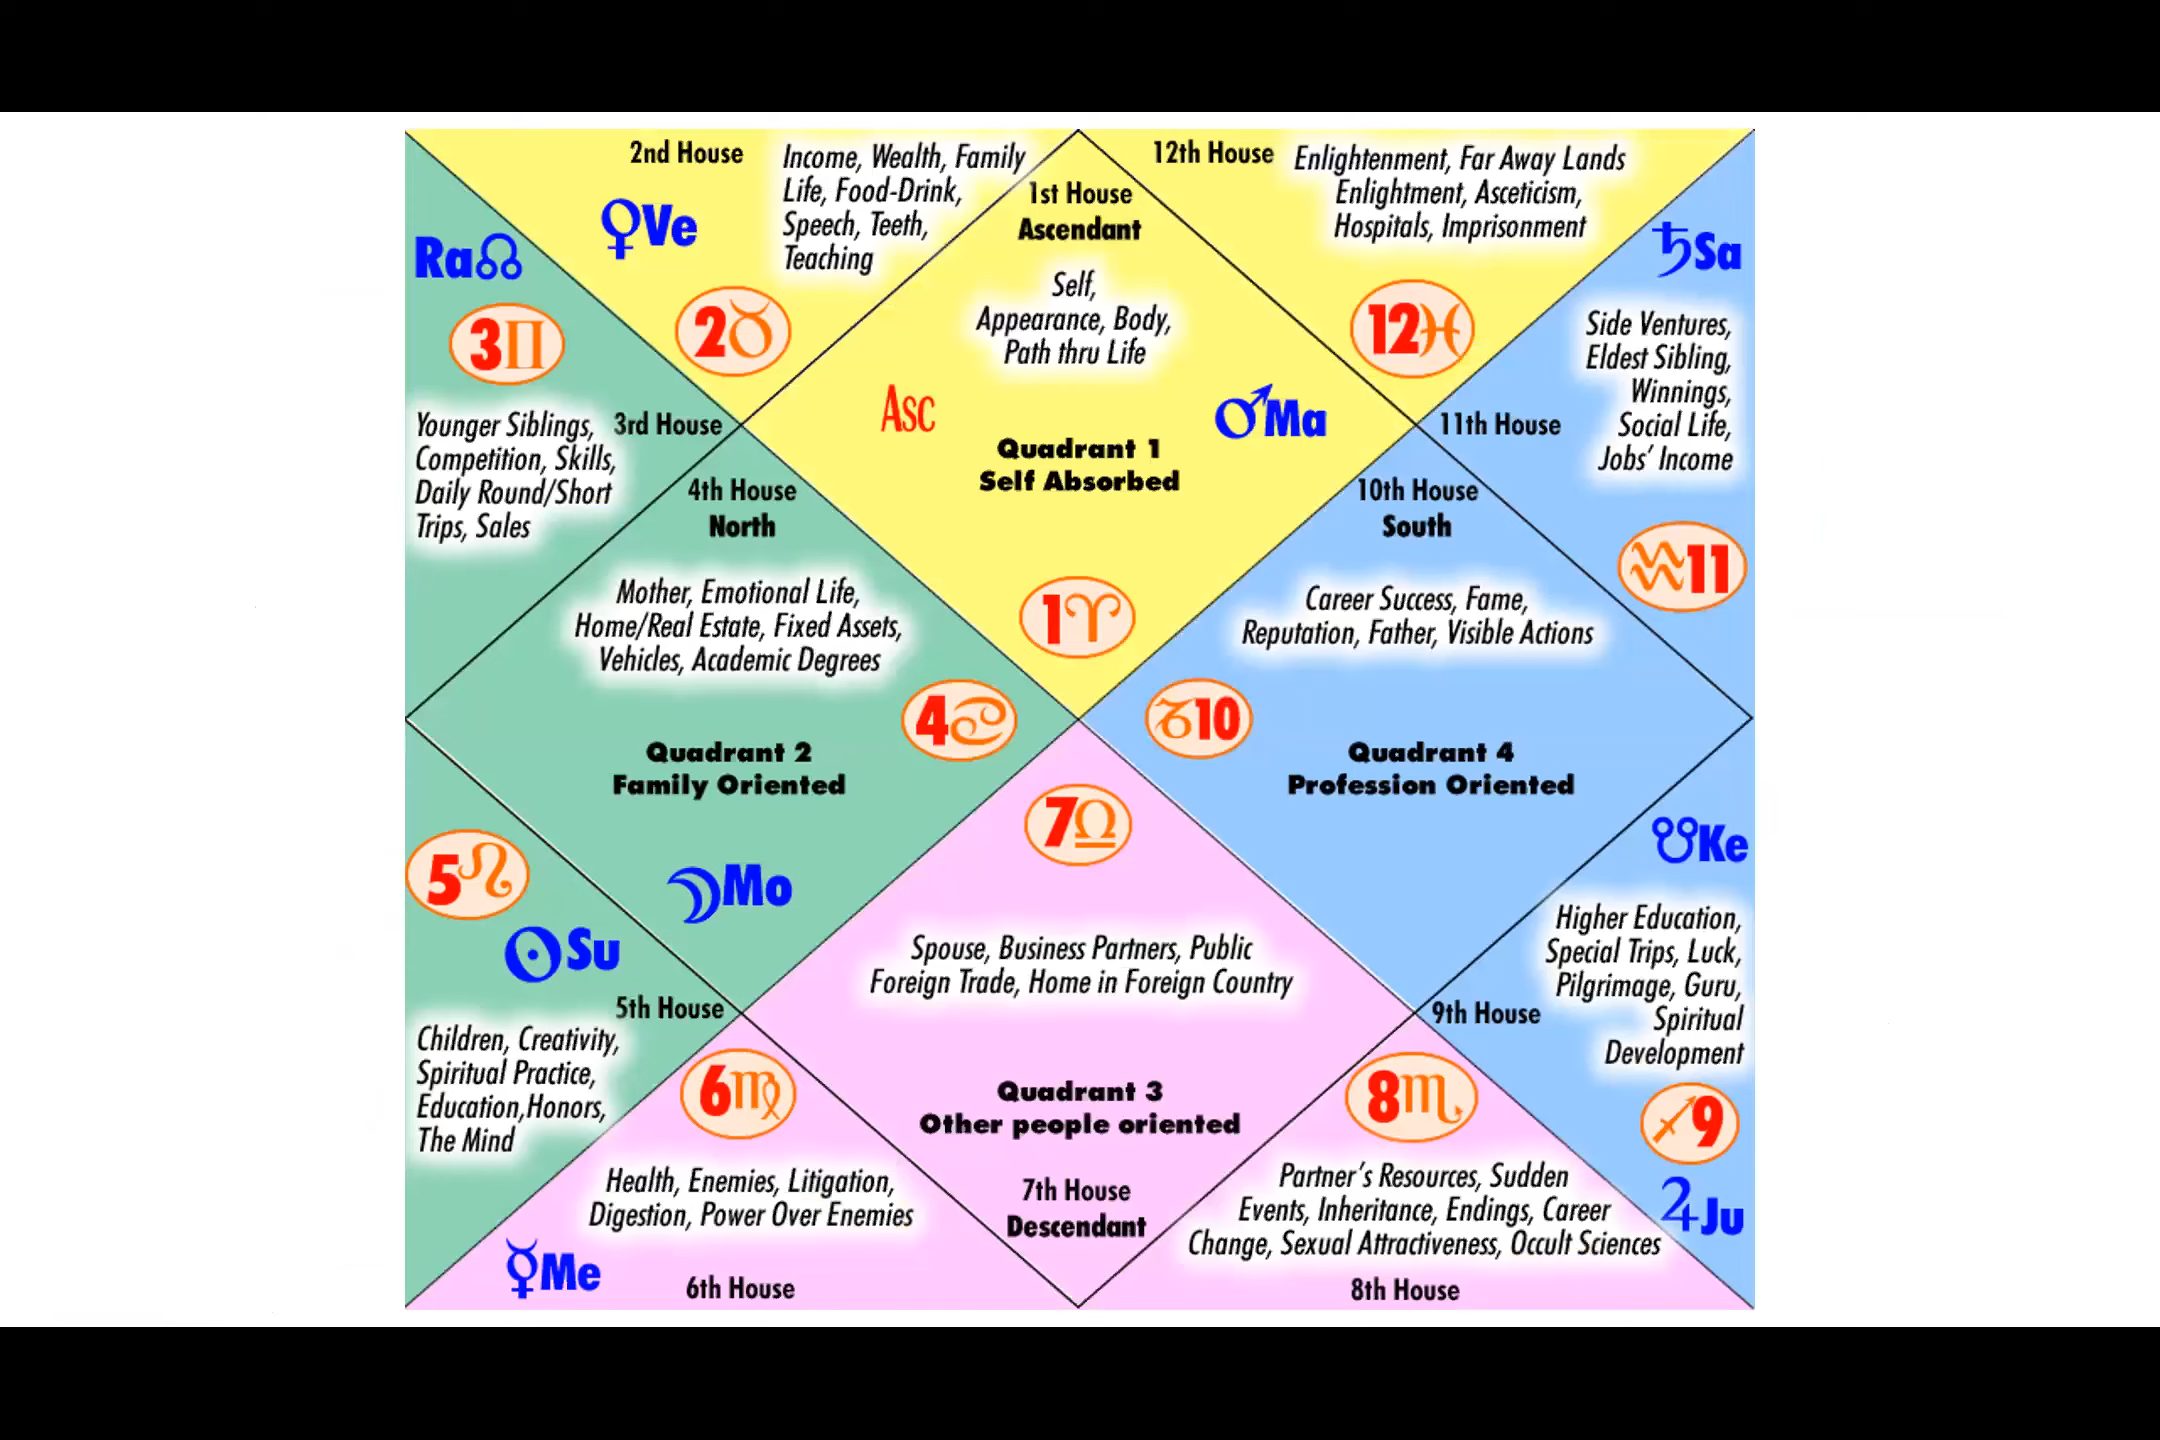 2nd House
Income, Wealth, Family
Life, Food-Drink,
Speech, Teeth,
Teaching
♀Ve
2♉
1st House
Ascendant
Self,
Appearance, Body,
Path thru Life
Asc
♂Ma
Quadrant 1
Self Absorbed
1♈
12th House
Enlightenment, Far Away Lands
Enlightment, Asceticism,
Hospitals, Imprisonment
12♓
Ra☊
3♊
Younger Siblings,
Competition, Skills,
Daily Round/Short
Trips, Sales
3rd House
♄Sa
Side Ventures,
Eldest Sibling,
Winnings,
Social Life,
Jobs' Income
11th House
♒11
4th House
North
Mother, Emotional Life,
Home/Real Estate, Fixed Assets,
Vehicles, Academic Degrees
4♋
Quadrant 2
Family Oriented
☽Mo
10th House
South
Career Success, Fame,
Reputation, Father, Visible Actions
♑10
Quadrant 4
Profession Oriented
5♌
☉Su
5th House
Children, Creativity,
Spiritual Practice,
Education,Honors,
The Mind
7♎
Spouse, Business Partners, Public
Foreign Trade, Home in Foreign Country
Quadrant 3
Other people oriented
7th House
Descendant
☋Ke
Higher Education,
Special Trips, Luck,
Pilgrimage, Guru,
Spiritual
Development
9th House
♐9
♃Ju
6♍
Health, Enemies, Litigation,
Digestion, Power Over Enemies
☿Me
6th House
8♏
Partner's Resources, Sudden
Events, Inheritance, Endings, Career
Change, Sexual Attractiveness, Occult Sciences
8th House